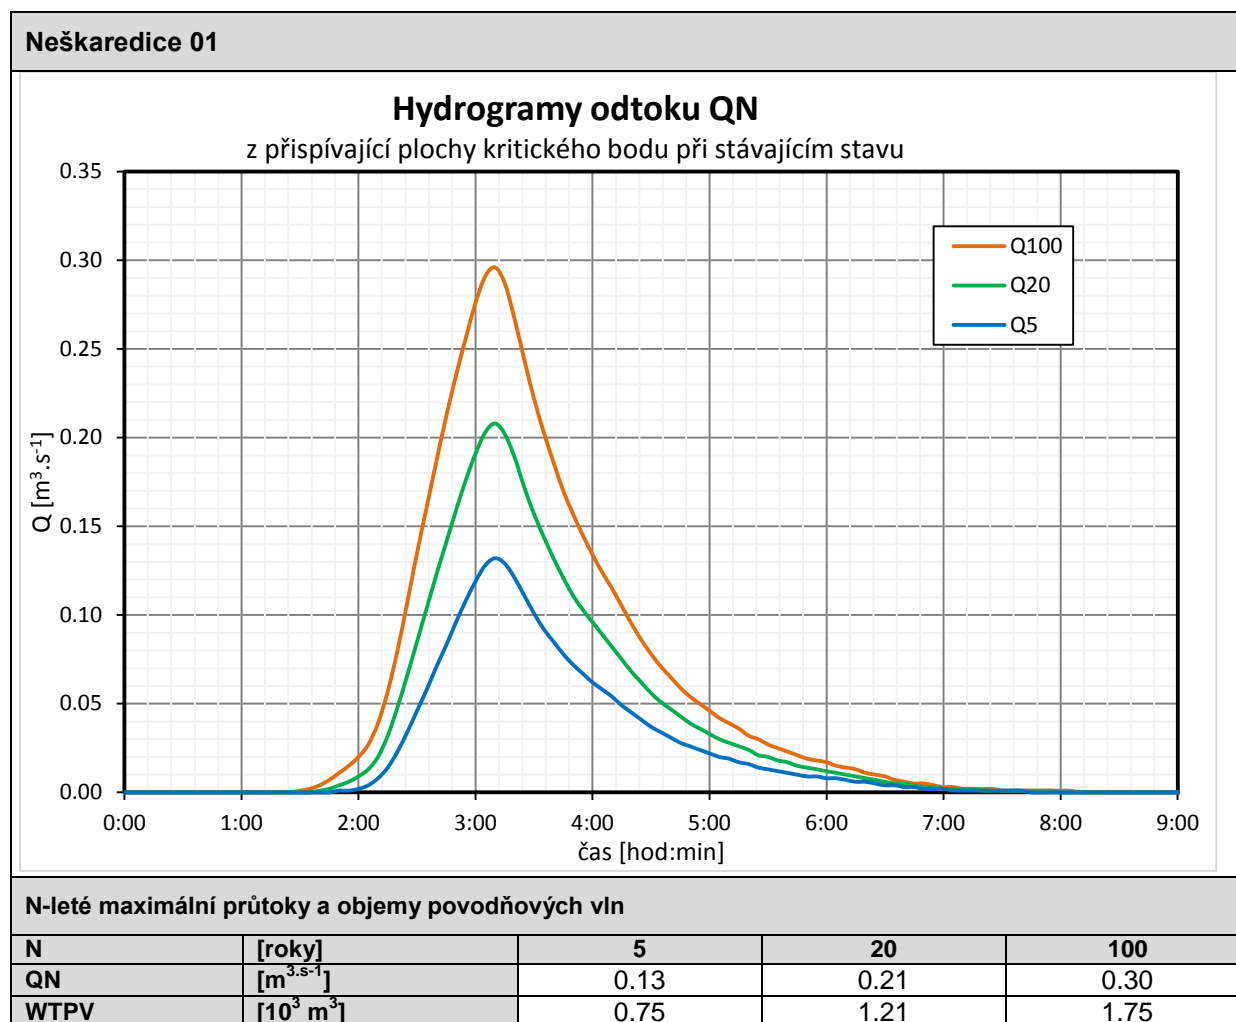 Neškaredice 01
Hydrogramy odtoku QN
z přispívající plochy kritického bodu při stávajícím stavu
0.35
0.30
0.25
0.20
0.15
0.10
0.05
0.00
Q [m³.s⁻¹]
Q100
Q20
Q5
0:00 1:00 2:00 3:00 4:00 5:00 6:00 7:00 8:00 9:00
čas [hod:min]
N-leté maximální průtoky a objemy povodňových vln
N [roky] 5 20 100
QN [m³·ˢ⁻¹] 0.13 0.21 0.30
WTPV [10³ m³] 0.75 1.21 1.75